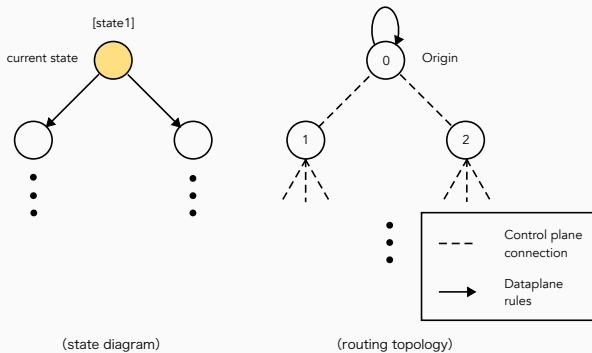 [state1]
current state
0
Origin
1
2
Control plane
connection
Dataplane
rules
(state diagram)
(routing topology)